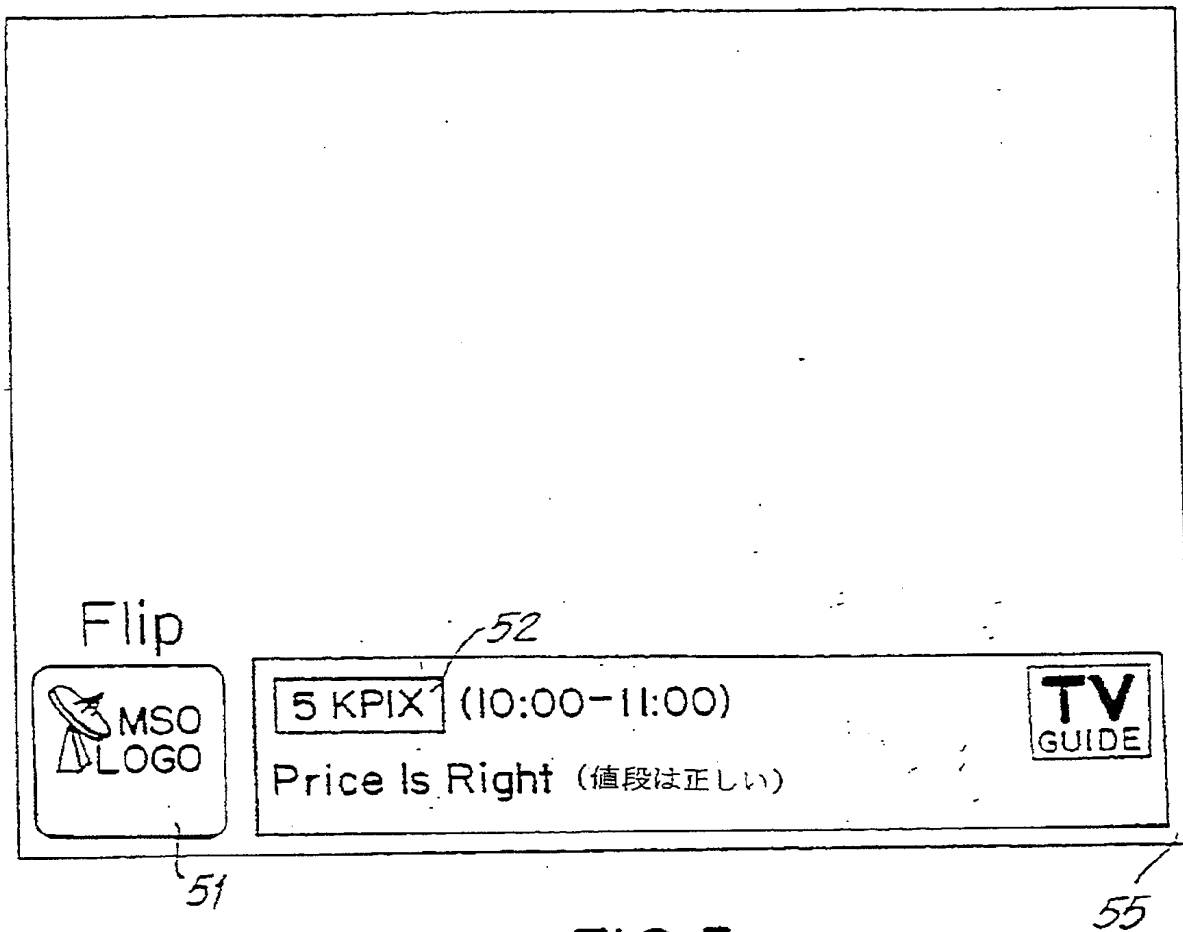 Flip
52
MSO
LOGO
5 KPIX (10:00-11:00)
TV
GUIDE
Price Is Right (値段は正しい)
51
55